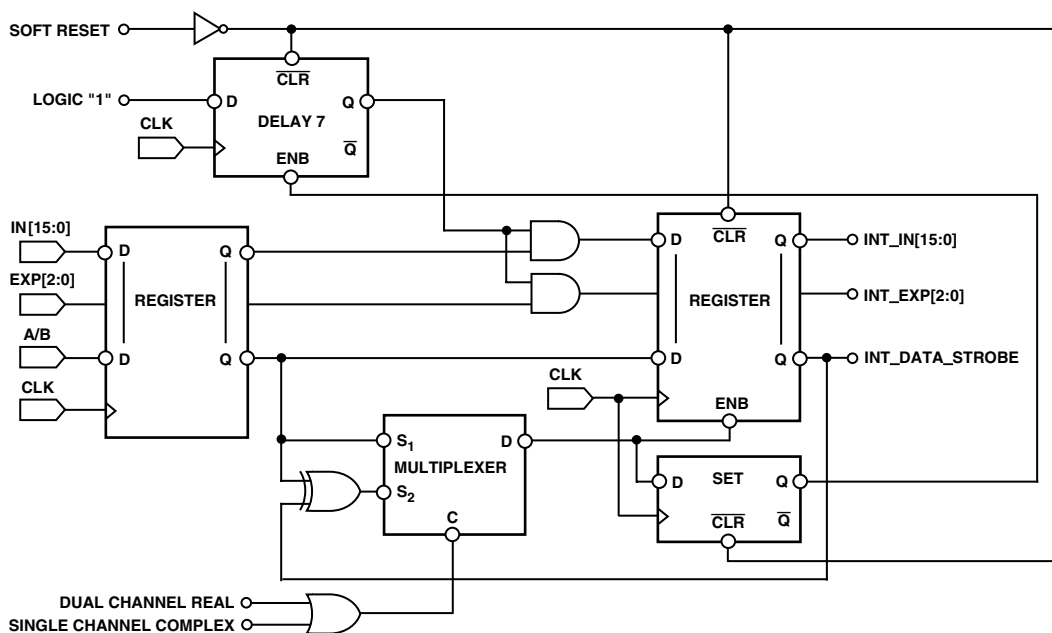 SOFT RESET
CLR
LOGIC "1"
D
Q
DELAY 7
CLK
Q
ENB
IN[15:0]
D
Q
EXP[2:0]
REGISTER
A/B
D
Q
CLK
D
CLR
Q
INT_IN[15:0]
REGISTER
INT_EXP[2:0]
D
Q
INT_DATA_STROBE
CLK
ENB
S1
D
MULTIPLEXER
S2
C
D
SET
Q
CLR
Q
DUAL CHANNEL REAL
SINGLE CHANNEL COMPLEX